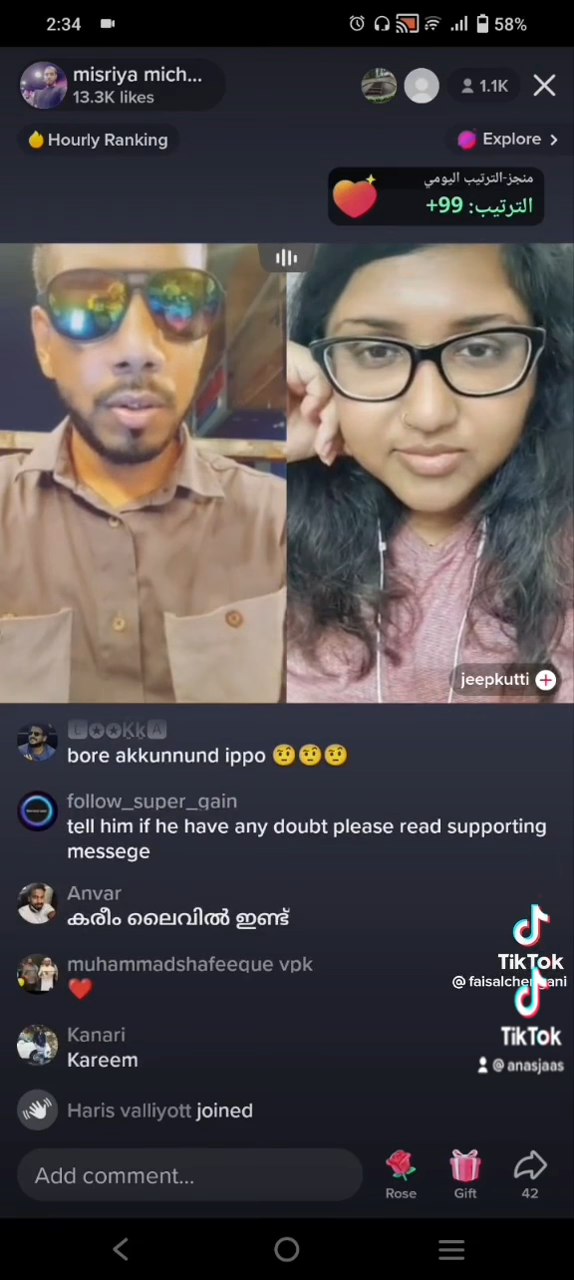 2:34
58%
misriya mich...
13.3K likes
1.1K
Hourly Ranking
Explore
منجز-الترتيب اليومي
الترتيب: 99+
jeepkutti
🅻✪✪Ķķ🅰
bore akkunnund ippo 🤨🤨🤨
follow_super_gain
tell him if he have any doubt please read supporting
messege
Anvar
കരീം ലൈവിൽ ഇണ്ട്
muhammadshafeeque vpk
❤️
Kanari
Kareem
Haris valliyott joined
TikTok
TikTok
@anasjaas
Add comment...
Rose
Gift
42